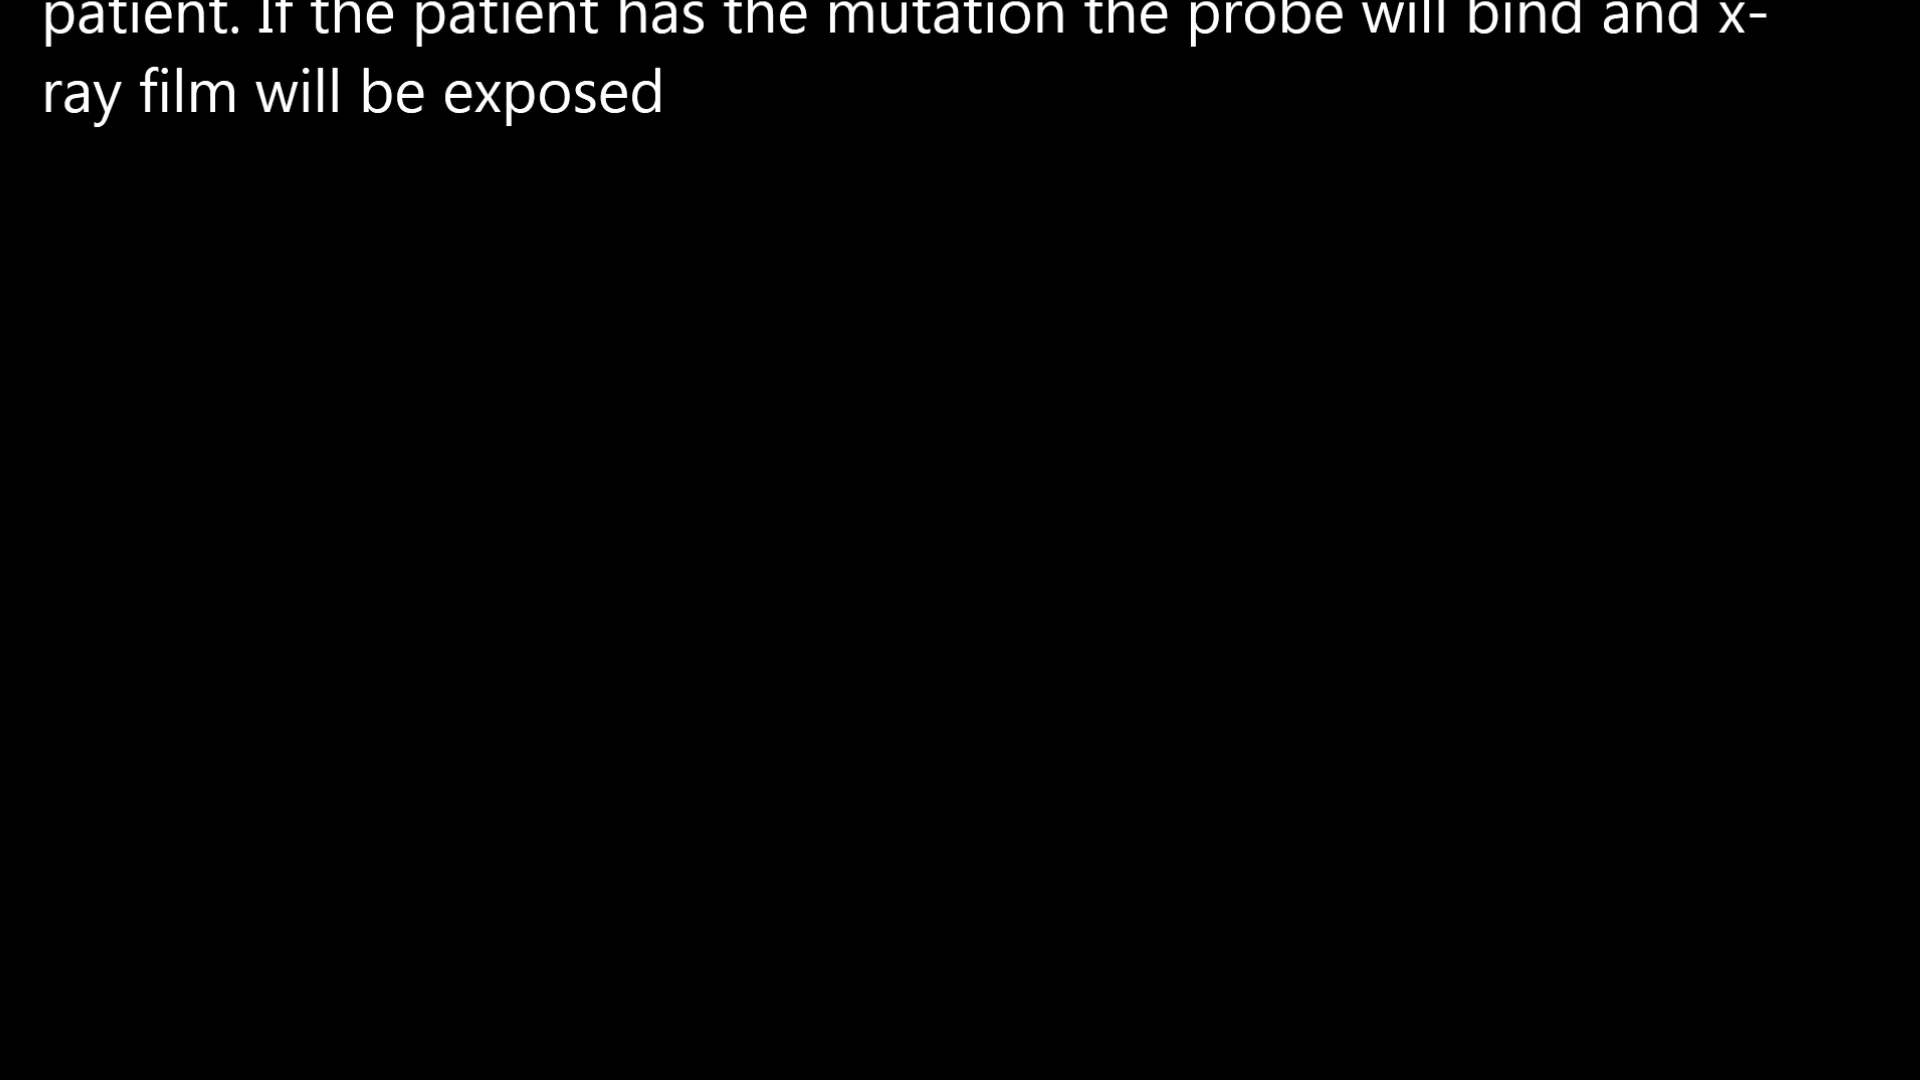 patient. If the patient has the mutation the probe will bind and x-
ray film will be exposed